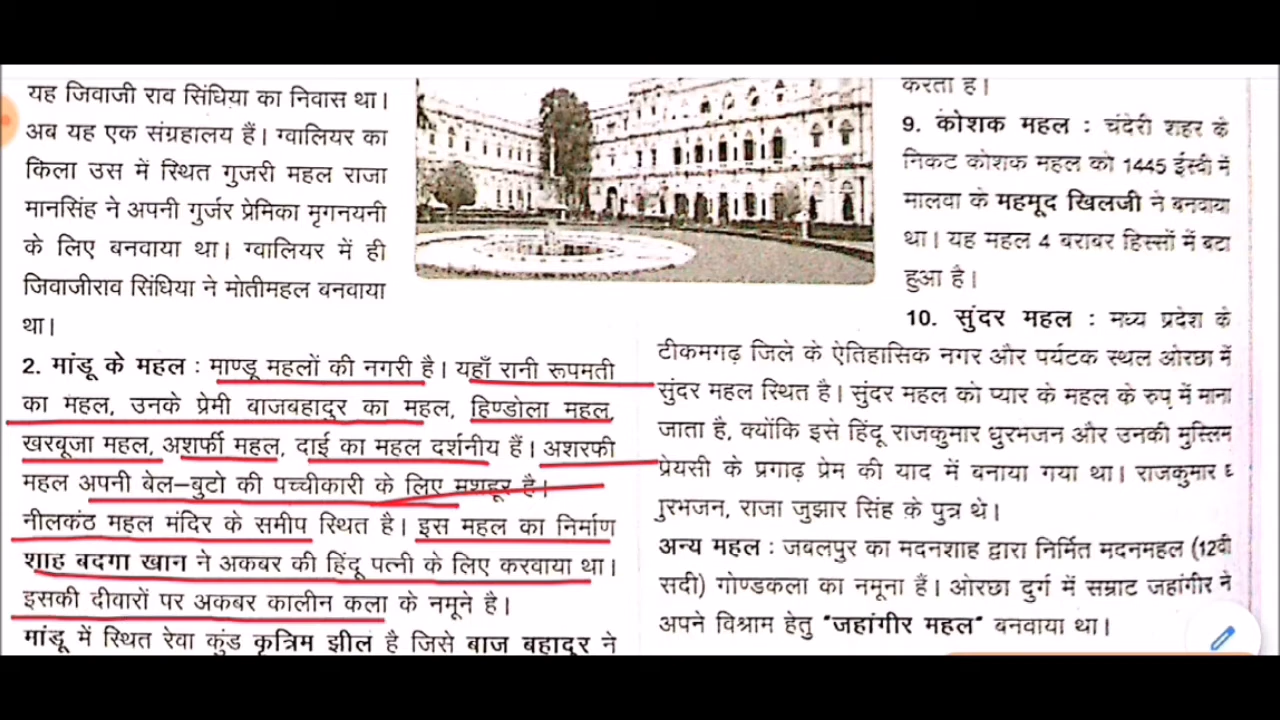 यह जिवाजी राव सिंधिया का निवास था।
अब यह एक संग्रहालय हैं। ग्वालियर का
किला उस में स्थित गुजरी महल राजा
मानसिंह ने अपनी गुर्जर प्रेमिका मृगनयनी
के लिए बनवाया था। ग्वालियर में ही
जिवाजीराव सिंधिया ने मोतीमहल बनवाया
था।
2. मांडू के महल : माण्डू महलों की नगरी है। यहाँ रानी रूपमती
का महल, उनके प्रेमी बाजबहादुर का महल, हिण्डोला महल,
खरबूजा महल, अशर्फी महल, दाई का महल दर्शनीय हैं। अशरफी
महल अपनी बेल–बुटो की पच्चीकारी के लिए मशहूर है।
नीलकंठ महल मंदिर के समीप स्थित है। इस महल का निर्माण
शाह बदगा खान ने अकबर की हिंदू पत्नी के लिए करवाया था।
इसकी दीवारों पर अकबर कालीन कला के नमूने है।
मांडू में स्थित रेवा कुंड कृत्रिम झील है जिसे बाज बहादूर ने
करता है।
9. कोशक महल : चंदेरी शहर के
निकट कोशक महल को 1445 ईस्वी में
मालवा के महमूद खिलजी ने बनवाया
था। यह महल 4 बराबर हिस्सों में बटा
हुआ है।
10. सुंदर महल : मध्य प्रदेश के
टीकमगढ़ जिले के ऐतिहासिक नगर और पर्यटक स्थल ओरछा में
सुंदर महल स्थित है। सुंदर महल को प्यार के महल के रुप में माना
जाता है, क्योंकि इसे हिंदू राजकुमार धुरभजन और उनकी मुस्लिम
प्रेयसी के प्रगाढ़ प्रेम की याद में बनाया गया था। राजकुमार ध
ुरभजन, राजा जुझार सिंह के पुत्र थे।
अन्य महल : जबलपुर का मदनशाह द्वारा निर्मित मदनमहल (12वी
सदी) गोण्डकला का नमूना हैं। ओरछा दुर्ग में सम्राट जहांगीर ने
अपने विश्राम हेतु "जहांगीर महल" बनवाया था।